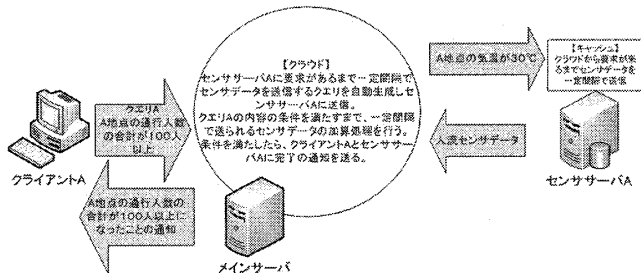 【クラウド】
センササーバAに要求があるまで一定間隔で
センサデータを送信するクエリを自動生成しセ
ンササーバAに送信。
クエリAの内容の条件を満たすまで、一定間
隔で送られるセンサデータの加算処理を行う。
条件を満たしたら、クライアントAとセンササー
バAに完了の通知を送る。
クエリA
A地点の通行人数の
合計が100人
以上
クライアントA
A地点の通行人数の
合計が100人以上に
なったことの通知
メインサーバ
A地点の気温が30℃
人流センサデータ
【キャッシュ】
クラウドから要求が来
るまでセンサデータを
一定間隔で送信
センササーバA